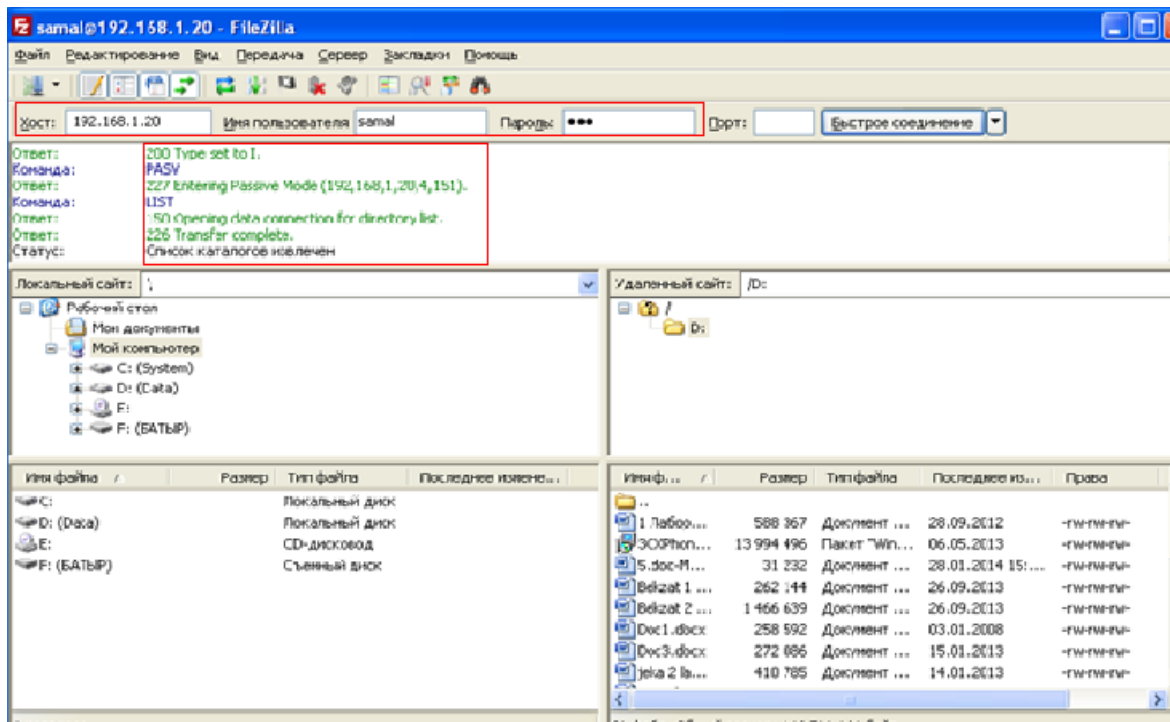 samal@192.168.1.20 - FileZilla
Файл Редактирование Вид Передача Сервер Закладки Помощь
Хост: 192.168.1.20 Имя пользователя samal Пароль: ●●● Порт: Быстрое соединение
Ответ: 200 Type set to I.
Команда: PASV
Ответ: 227 Entering Passive Mode (192,168,1,20,4,151).
Команда: LIST
Ответ: 150 Opening data connection for directory list.
Ответ: 226 Transfer complete.
Статус: Список каталогов извлечен
Локальный сайт: \
Рабочий стол
Мои документы
Мой компьютер
C: (System)
D: (Data)
E:
F: (БАТЫР)
Удаленный сайт: /D:
/
D:
Имя файла / Размер Тип файла Последнее измене...
C: Локальный диск
D: (Data) Локальный диск
E: CD-дисковод
F: (БАТЫР) Съемный диск
Имя ф... / Размер Тип файла Последнее из... Права
..
1 Лабор... 588 367 Документ ... 28.09.2012 -rw-rw-rw-
3CXPhon... 13 994 496 Пакет "Win... 06.05.2013 -rw-rw-rw-
5.doc-M... 31 232 Документ ... 28.01.2014 15:... -rw-rw-rw-
Bekzat 1 ... 262 144 Документ ... 26.09.2013 -rw-rw-rw-
Bekzat 2 ... 1 466 639 Документ ... 26.09.2013 -rw-rw-rw-
Doc1.docx 258 592 Документ ... 03.01.2008 -rw-rw-rw-
Doc3.docx 272 086 Документ ... 15.01.2013 -rw-rw-rw-
jeka 2 la... 410 785 Документ ... 14.01.2013 -rw-rw-rw-